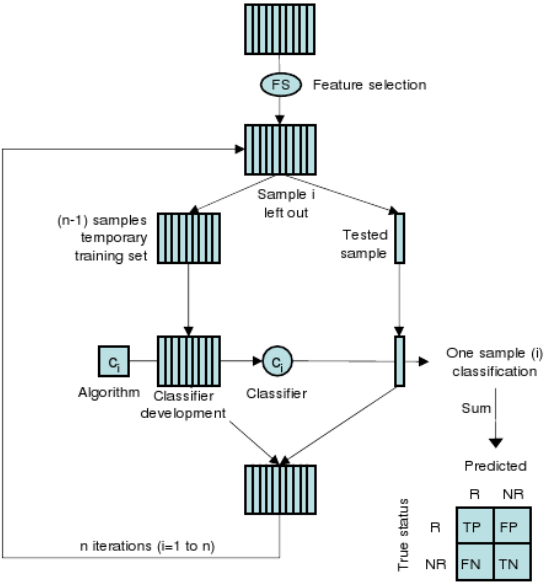 FS
Feature selection
Sample i
left out
(n-1) samples
temporary
training set
Tested
sample
ci
Algorithm
Classifier
development
ci
Classifier
One sample (i)
classification
Sum
Predicted
R NR
True status
R TP FP
NR FN TN
n iterations (i=1 to n)